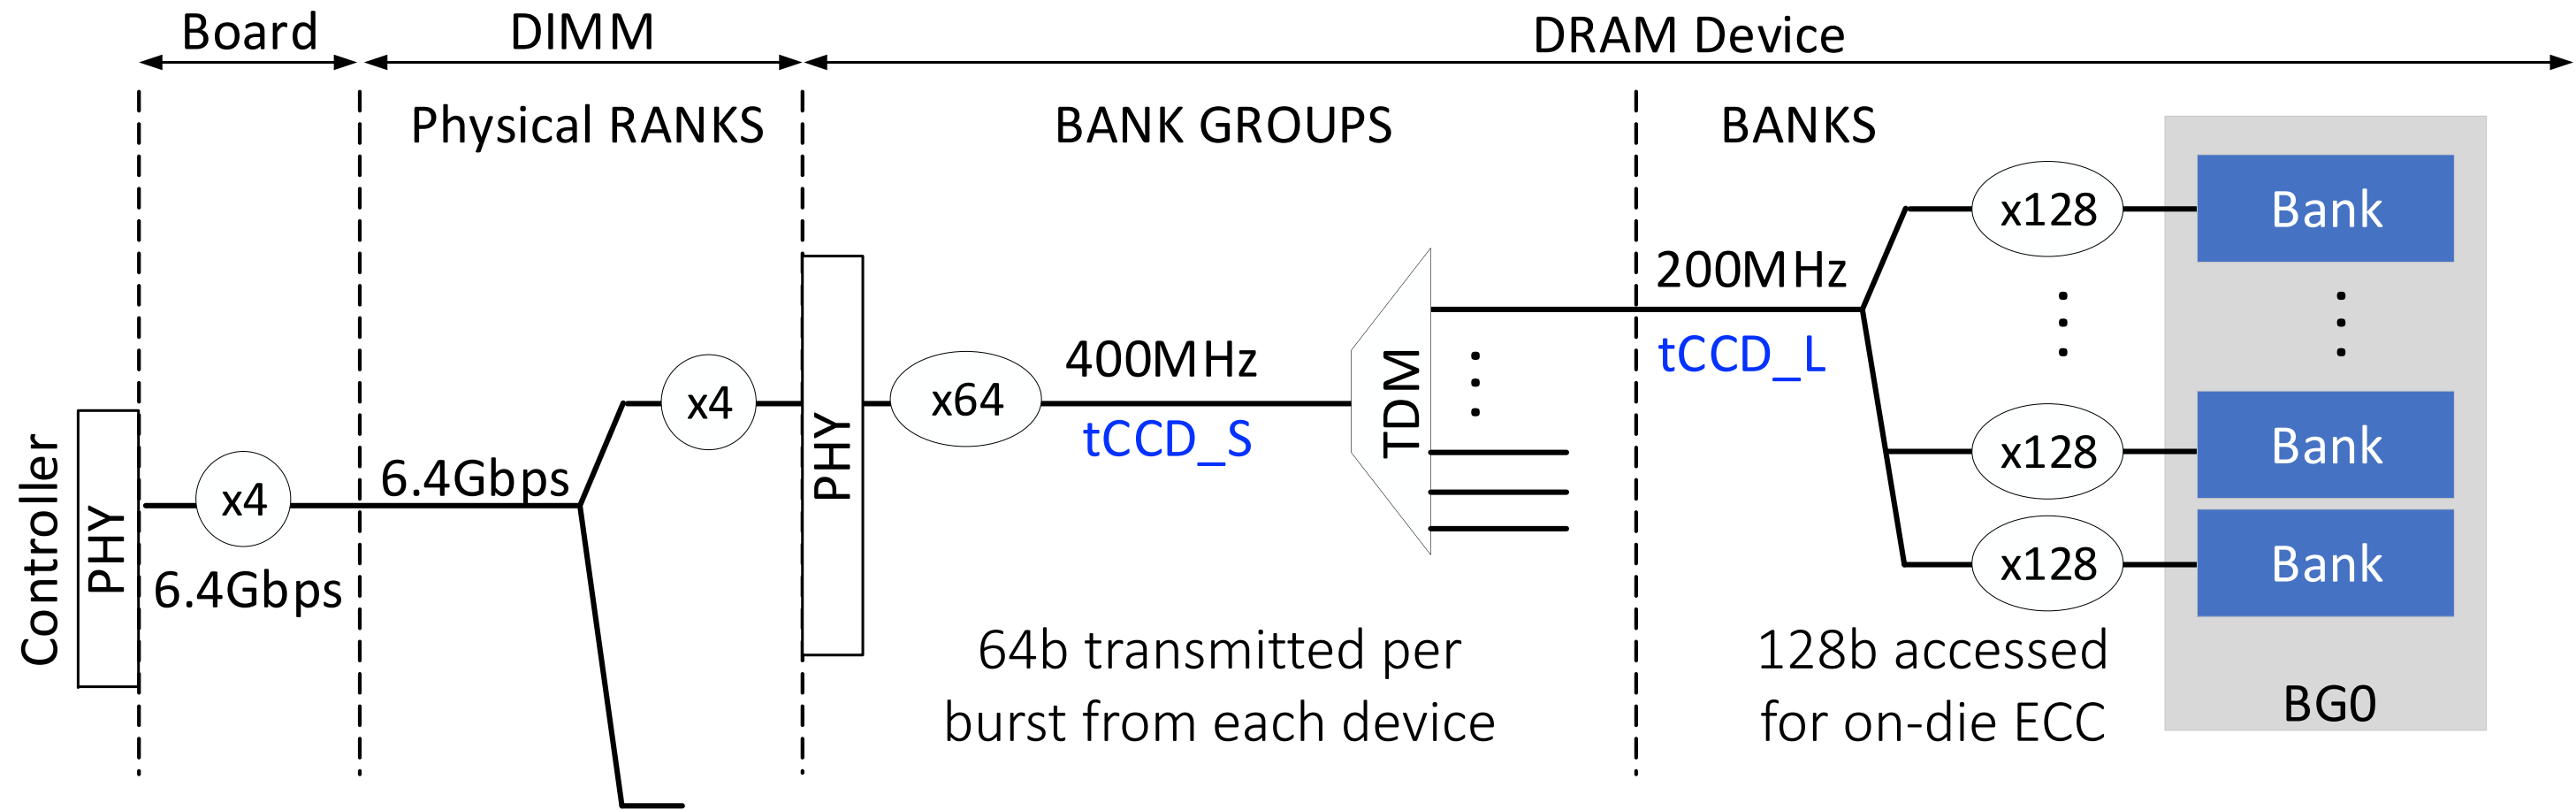 Board
DIMM
DRAM Device
Physical RANKS
BANK GROUPS
BANKS
Controller
PHY
x4
6.4Gbps
6.4Gbps
x4
PHY
x64
400MHz
tCCD_S
TDM
200MHz
tCCD_L
x128
x128
x128
Bank
Bank
Bank
BG0
64b transmitted per
burst from each device
128b accessed
for on-die ECC